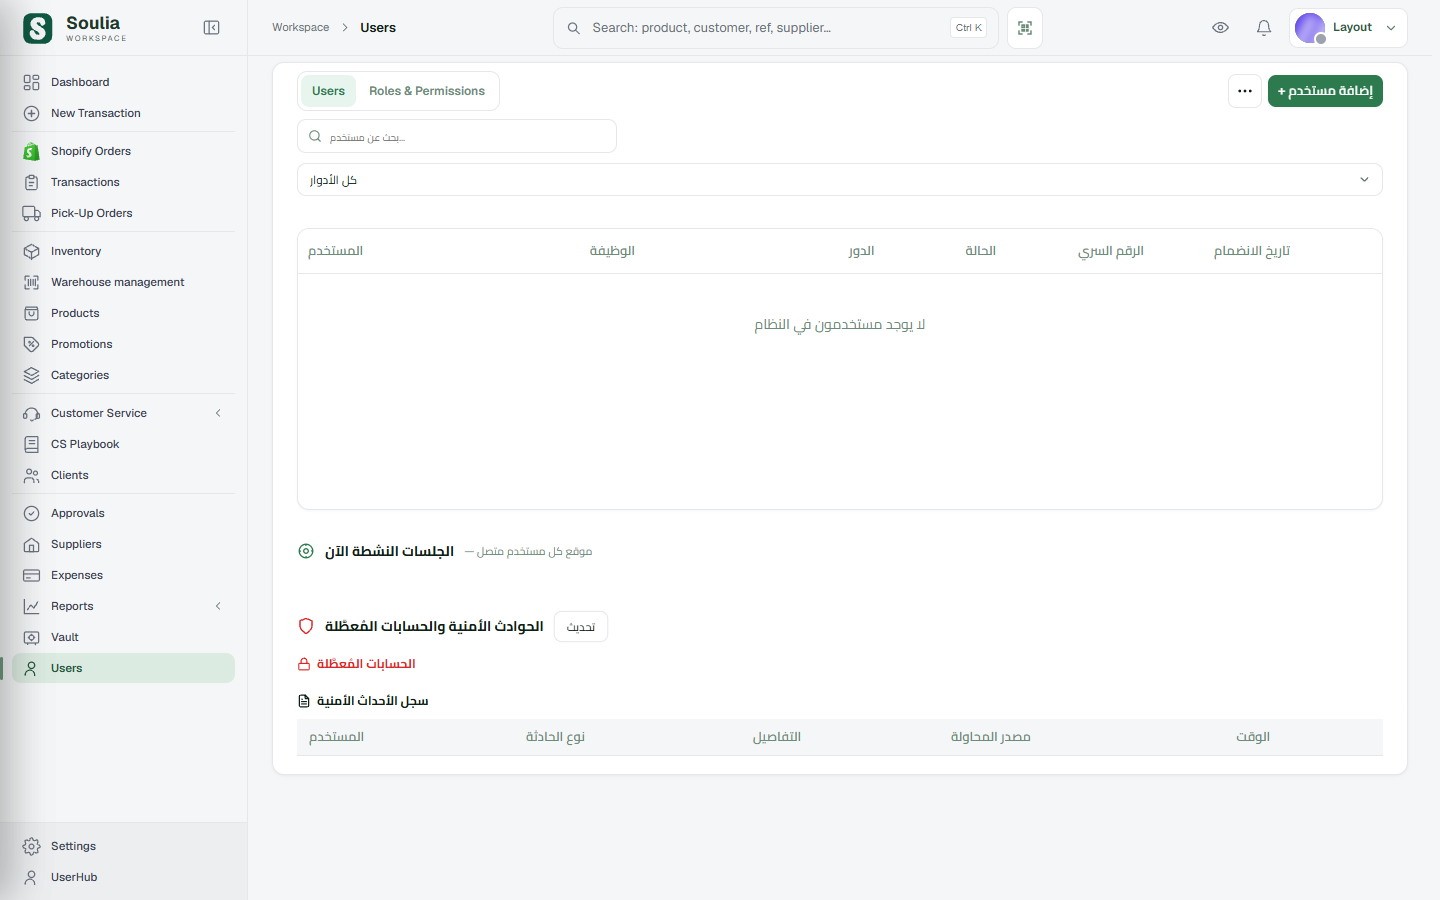 Soulia
WORKSPACE
Dashboard
New Transaction
Shopify Orders
Transactions
Pick-Up Orders
Inventory
Warehouse management
Products
Promotions
Categories
Customer Service
CS Playbook
Clients
Approvals
Suppliers
Expenses
Reports
Vault
Users
Settings
UserHub
Workspace > Users
Search: product, customer, ref, supplier...
Ctrl K
Layout
Users
Roles & Permissions
إضافة مستخدم +
بحث عن مستخدم...
كل الأدوار
المستخدم
الوظيفة
الدور
الحالة
الرقم السري
تاريخ الانضمام
لا يوجد مستخدمون في النظام
الجلسات النشطة الآن
موقع كل مستخدم متصل —
الحوادث الأمنية والحسابات المُعطَّلة
تحديث
الحسابات المُعطَّلة
سجل الأحداث الأمنية
المستخدم
نوع الحادثة
التفاصيل
مصدر المحاولة
الوقت